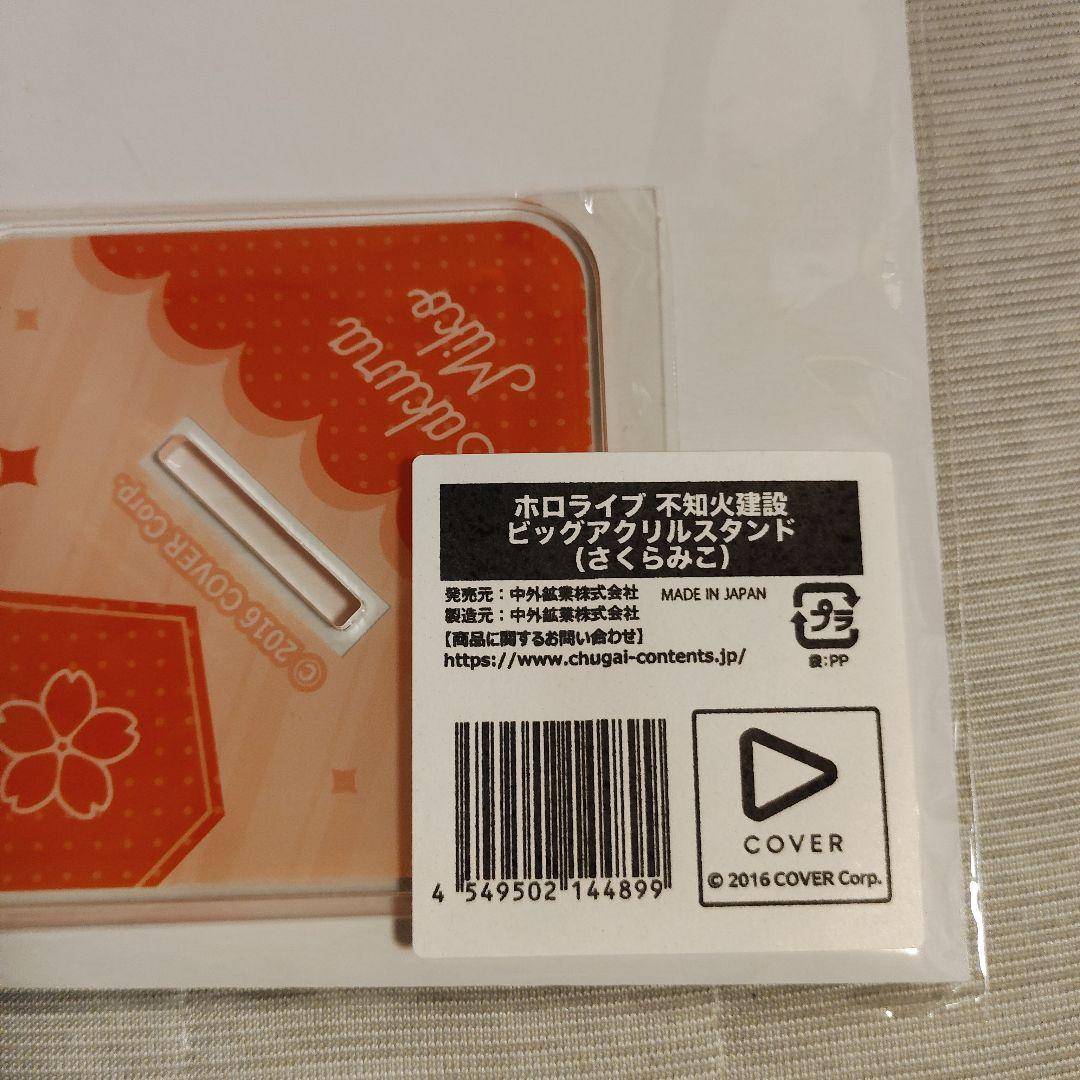 Sakura
Miko
© 2016 COVER Corp.
ホロライブ 不知火建設
ビッグアクリルスタンド
(さくらみこ)
発売元：中外鉱業株式会社 MADE IN JAPAN
製造元：中外鉱業株式会社
【商品に関するお問い合わせ】
https://www.chugai-contents.jp/
プラ
袋:PP
4 549502 144899
COVER
© 2016 COVER Corp.